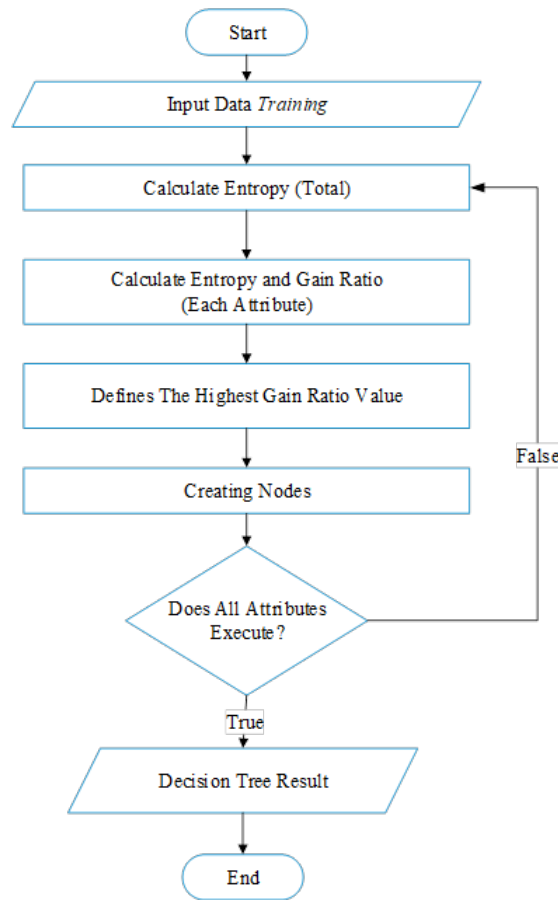 Start
Input Data Training
Calculate Entropy (Total)
Calculate Entropy and Gain Ratio
(Each Attribute)
Defines The Highest Gain Ratio Value
Creating Nodes
False
Does All Attributes
Execute?
True
Decision Tree Result
End